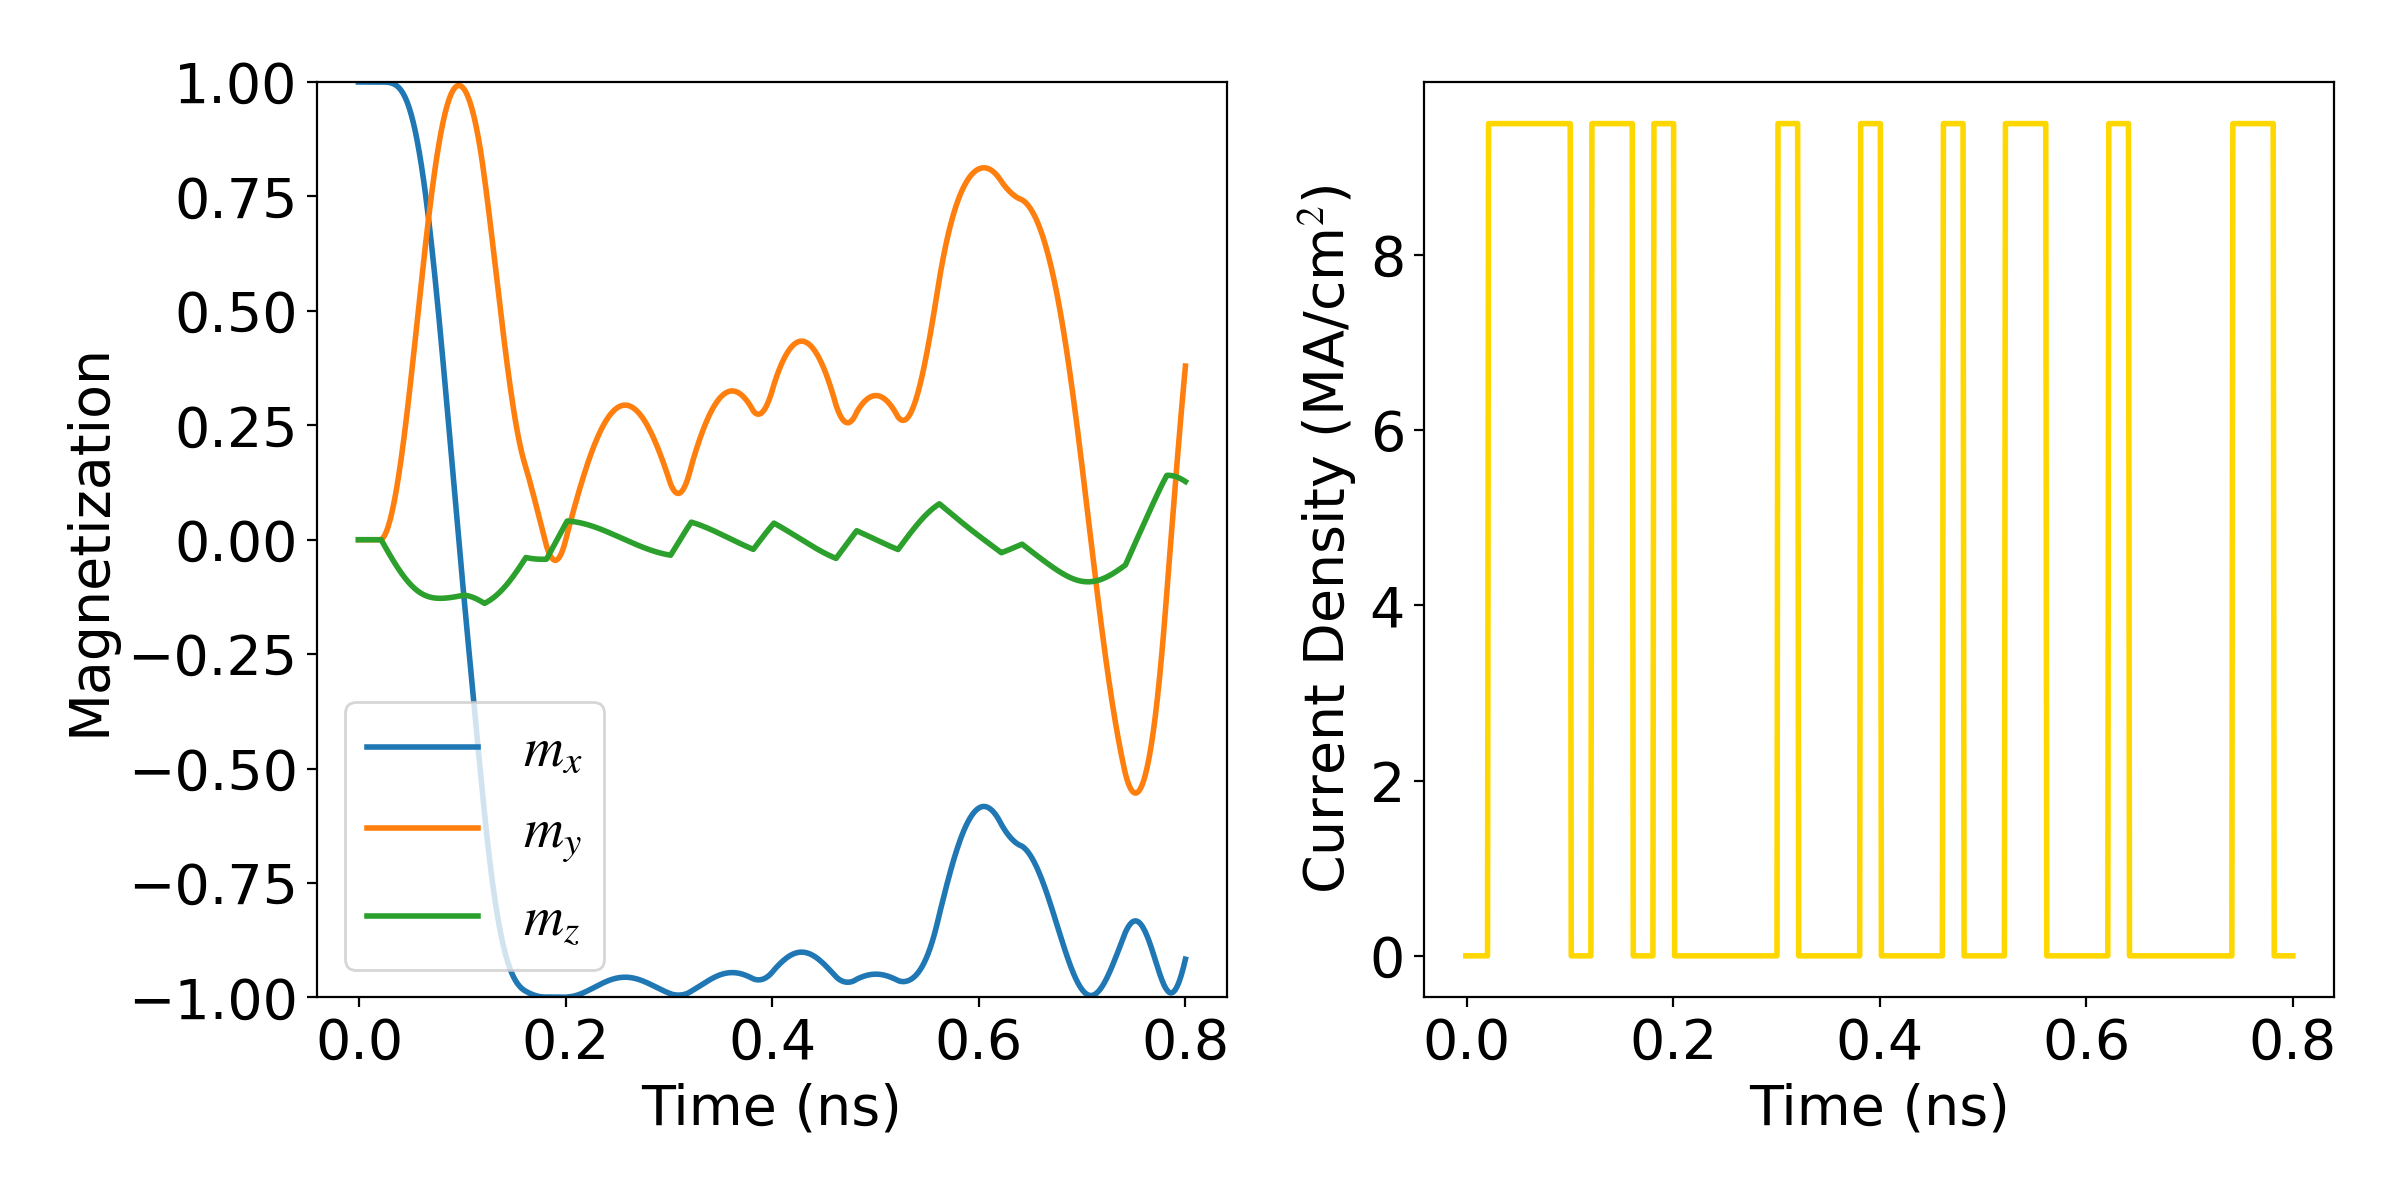 Magnetization
1.00
0.75
0.50
0.25
0.00
−0.25
−0.50
−0.75
−1.00
m_x
m_y
m_z
0.0 0.2 0.4 0.6 0.8
Time (ns)
Current Density (MA/cm²)
8
6
4
2
0
0.0 0.2 0.4 0.6 0.8
Time (ns)